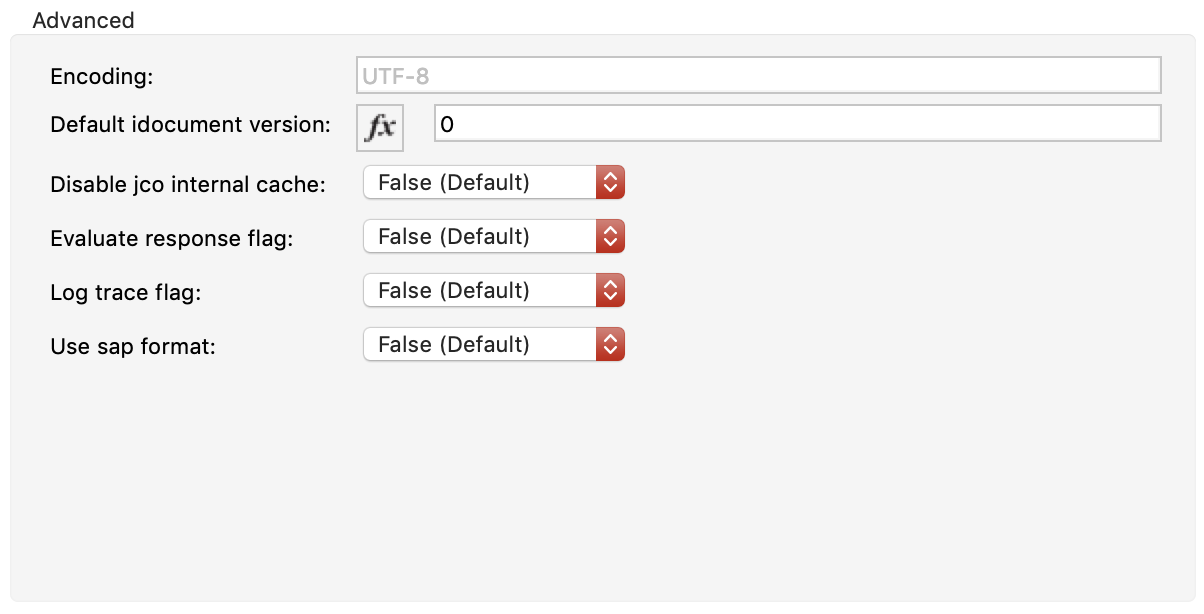 Advanced
Encoding: UTF-8
Default idocument version: fx 0
Disable jco internal cache: False (Default)
Evaluate response flag: False (Default)
Log trace flag: False (Default)
Use sap format: False (Default)